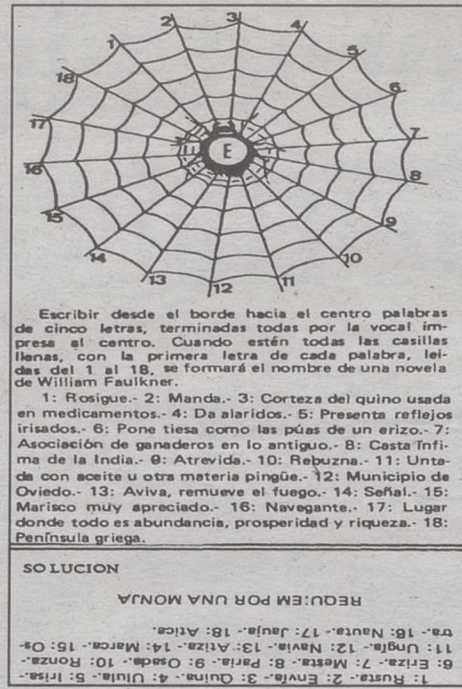 1
2
3
4
5
6
7
8
9
10
11
12
13
14
15
16
17
18
E
Escribir desde el borde hacia el centro palabras
de cinco letras, terminadas todas por la vocal im-
presa al centro. Cuando estén todas las casillas
llenas, con la primera letra de cada palabra, leí-
das del 1 al 18, se formará el nombre de una novela
de William Faulkner.
1: Rosigue.- 2: Manda.- 3: Corteza del quino usada
en medicamentos.- 4: Da alaridos.- 5: Presenta reflejos
irisados.- 6: Pone tiesa como las púas de un erizo.- 7:
Asociación de ganaderos en lo antiguo.- 8: Casta ínfi-
ma de la India.- 9: Atrevida.- 10: Rebuzna.- 11: Unta-
da con aceite u otra materia pingüe.- 12: Municipio de
Oviedo.- 13: Aviva, remueve el fuego.- 14: Señal.- 15:
Marisco muy apreciado.- 16: Navegante.- 17: Lugar
donde todo es abundancia, prosperidad y riqueza.- 18:
Península griega.
SOLUCION
REQUIEM POR UNA MONJA
1: Rusta.- 2: Envia.- 3: Quina.- 4: Ulula.- 5: Irisa.-
6: Eriza.- 7: Mesta.- 8: Paria.- 9: Osada.- 10: Ronza.-
11: Ungla.- 12: Navia.- 13: Atiza.- 14: Marca.- 15: Os-
tra.- 16: Nauta.- 17: Jauja.- 18: Atica.